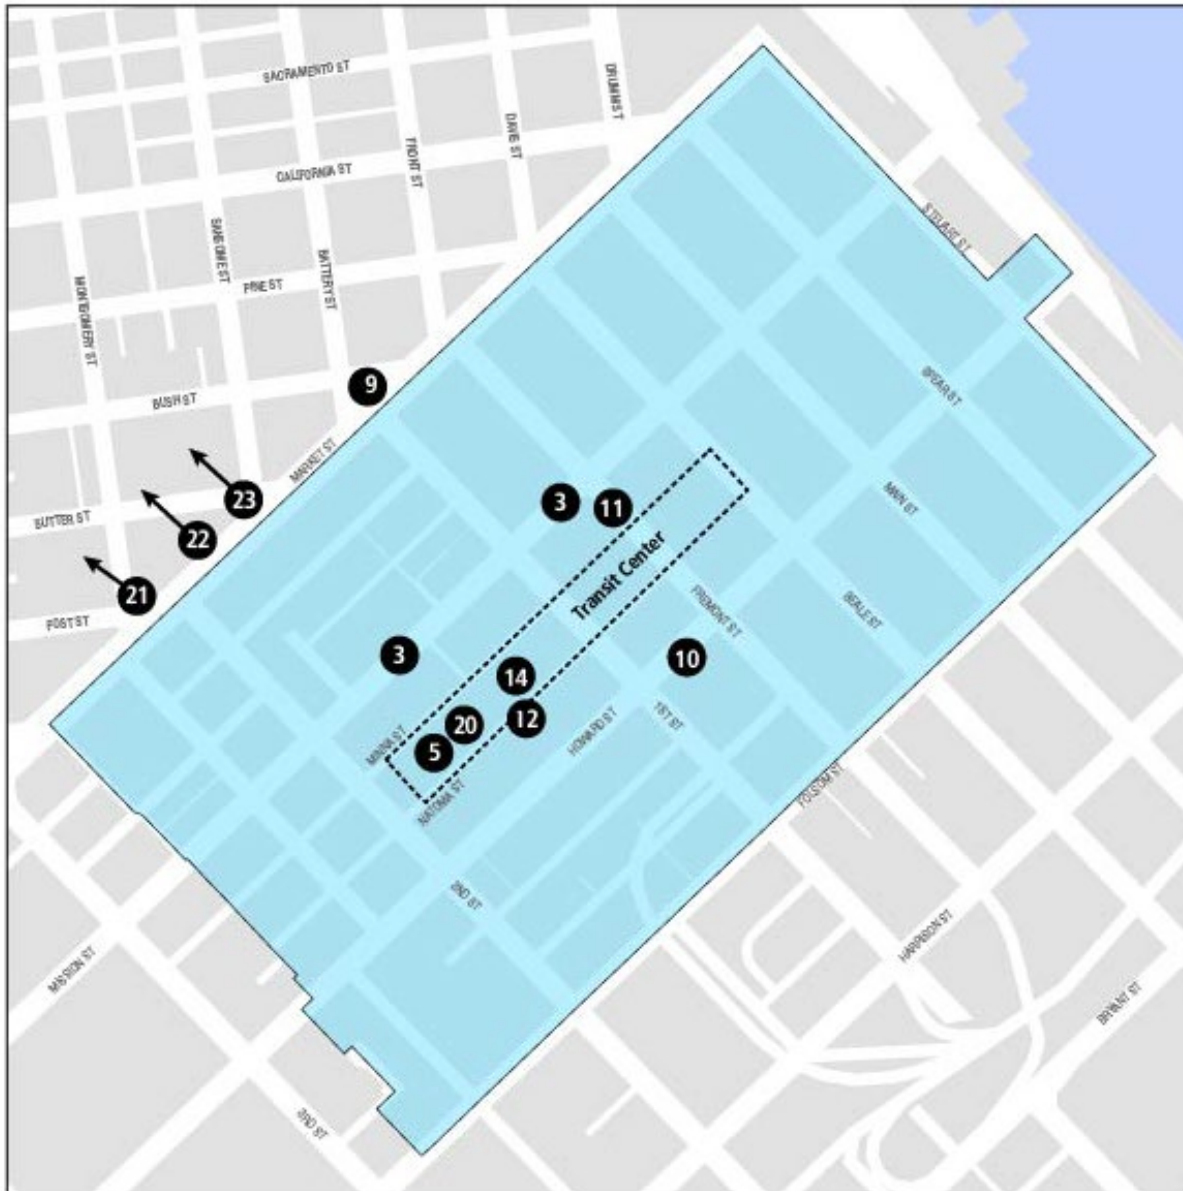 SACRAMENTO ST
DRUMM ST
DAVIS ST
FRONT ST
CALIFORNIA ST
SANSOME ST
BATTERY ST
STEUART ST
PINE ST
MONTGOMERY ST
SPEAR ST
9
BUSH ST
MARKET ST
23
3
11
MAIN ST
SUTTER ST
22
Transit Center
21
FREMONT ST
BEALE ST
POST ST
3
10
14
12
20
5
MINNA ST
HOWARD ST
1ST ST
NATOMA ST
FOLSOM ST
2ND ST
HARRISON ST
MISSION ST
BRYANT ST
3RD ST